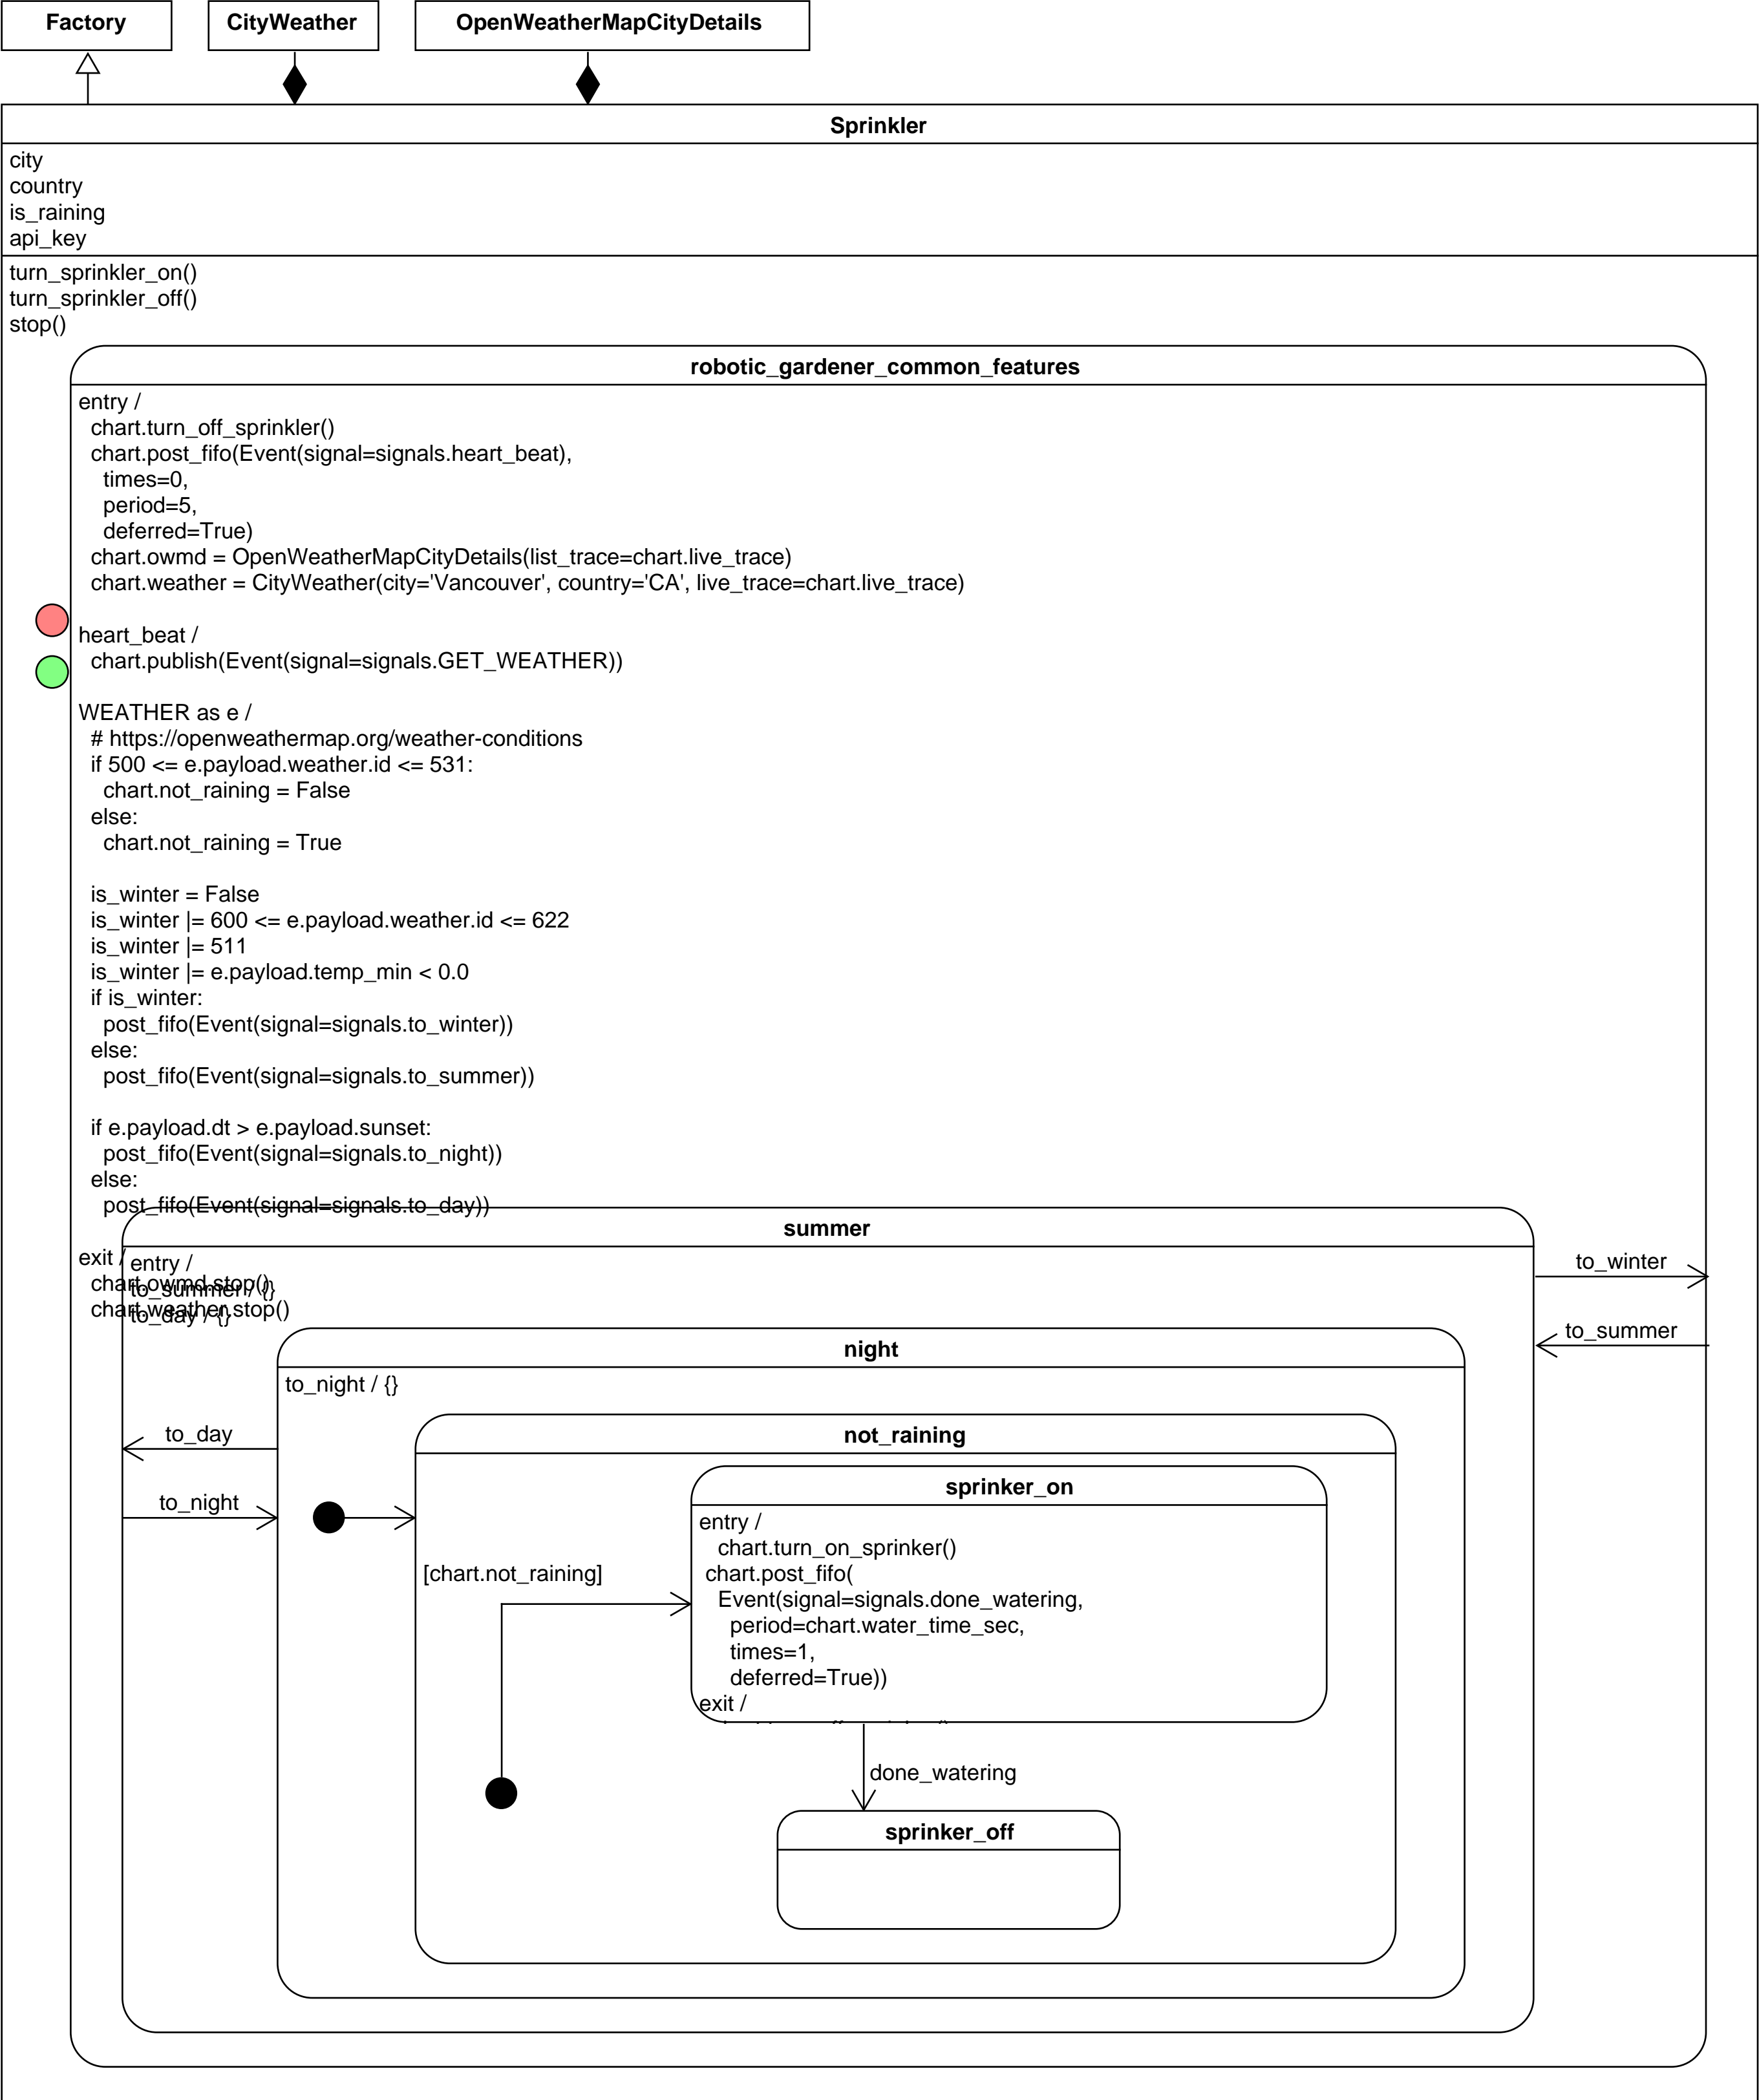 Factory
CityWeather
OpenWeatherMapCityDetails
Sprinkler
city
country
is_raining
api_key
turn_sprinkler_on()
turn_sprinkler_off()
stop()
robotic_gardener_common_features
entry /
chart.turn_off_sprinkler()
chart.post_fifo(Event(signal=signals.heart_beat),
times=0,
period=5,
deferred=True)
chart.owmd = OpenWeatherMapCityDetails(list_trace=chart.live_trace)
chart.weather = CityWeather(city='Vancouver', country='CA', live_trace=chart.live_trace)
heart_beat /
chart.publish(Event(signal=signals.GET_WEATHER))
WEATHER as e /
# https://openweathermap.org/weather-conditions
if 500 <= e.payload.weather.id <= 531:
chart.not_raining = False
else:
chart.not_raining = True
is_winter = False
is_winter |= 600 <= e.payload.weather.id <= 622
is_winter |= 511
is_winter |= e.payload.temp_min < 0.0
if is_winter:
post_fifo(Event(signal=signals.to_winter))
else:
post_fifo(Event(signal=signals.to_summer))
if e.payload.dt > e.payload.sunset:
post_fifo(Event(signal=signals.to_night))
else:
post_fifo(Event(signal=signals.to_day))
exit /
chart.owmd.stop()
chart.weather.stop()
summer
entry /
to_summer / {}
to_day / {}
to_winter
to_summer
night
to_night / {}
to_day
to_night
not_raining
[chart.not_raining]
sprinker_on
entry /
chart.turn_on_sprinker()
chart.post_fifo(
Event(signal=signals.done_watering,
period=chart.water_time_sec,
times=1,
deferred=True))
exit /
done_watering
sprinker_off